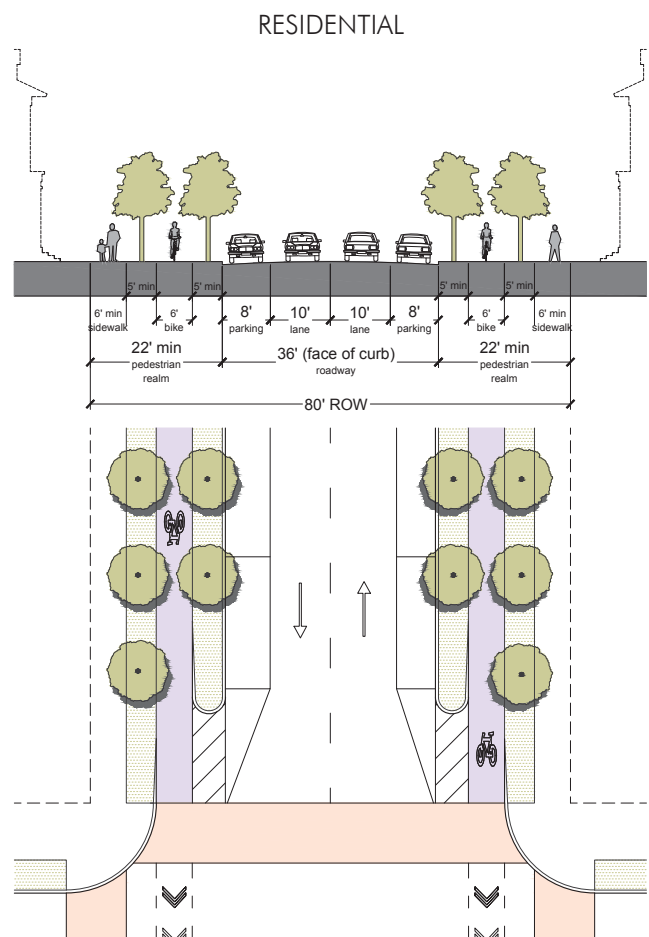 RESIDENTIAL
5' min
5' min
5' min
5' min
6' min
sidewalk
6'
bike
8'
parking
10'
lane
10'
lane
8'
parking
6'
bike
6' min
sidewalk
22' min
pedestrian
realm
36' (face of curb)
roadway
22' min
pedestrian
realm
80' ROW